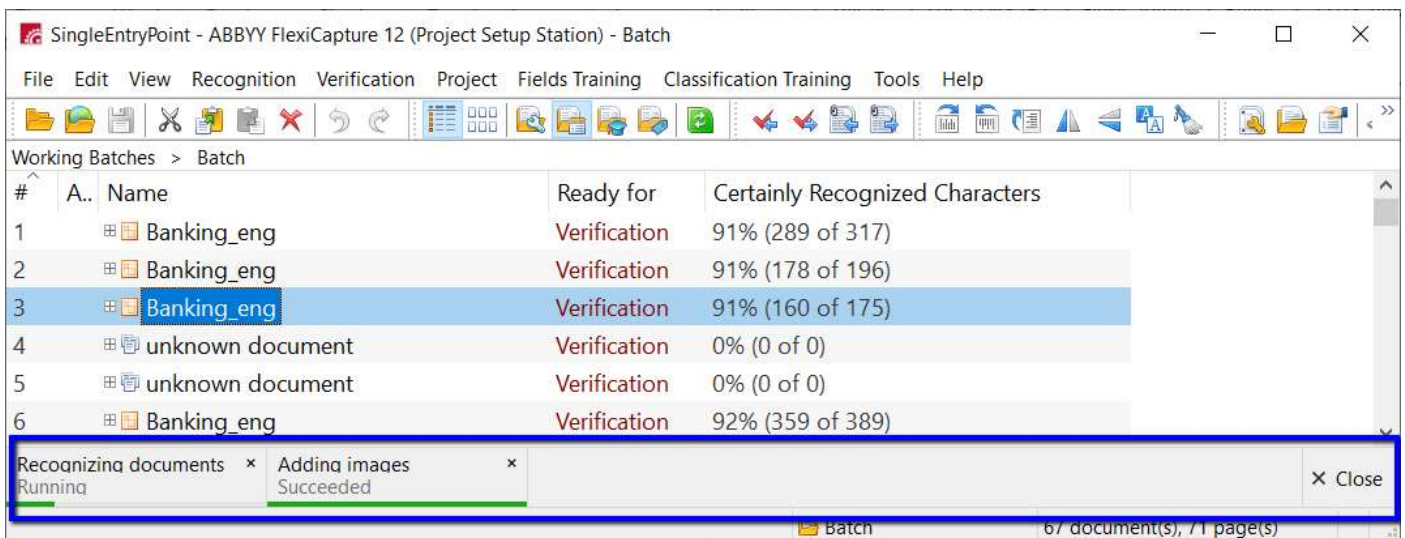 SingleEntryPoint - ABBYY FlexiCapture 12 (Project Setup Station) - Batch
File Edit View Recognition Verification Project Fields Training Classification Training Tools Help
Working Batches > Batch
# A.. Name Ready for Certainly Recognized Characters
1 Banking_eng Verification 91% (289 of 317)
2 Banking_eng Verification 91% (178 of 196)
3 Banking_eng Verification 91% (160 of 175)
4 unknown document Verification 0% (0 of 0)
5 unknown document Verification 0% (0 of 0)
6 Banking_eng Verification 92% (359 of 389)
Recognizing documents × Adding images × × Close
Running Succeeded
Batch 67 document(s), 71 page(s)